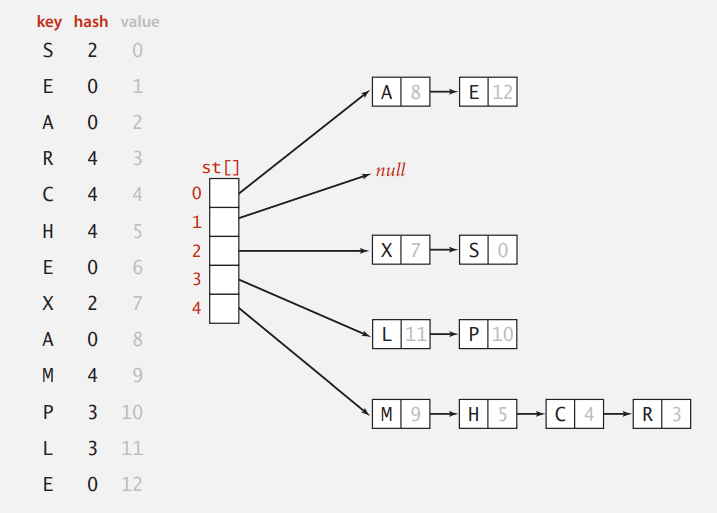 key hash value
S 2 0
E 0 1
A 0 2
R 4 3
C 4 4
H 4 5
E 0 6
X 2 7
A 0 8
M 4 9
P 3 10
L 3 11
E 0 12
st[]
0
1
2
3
4
A 8 E 12
null
X 7 S 0
L 11 P 10
M 9 H 5 C 4 R 3